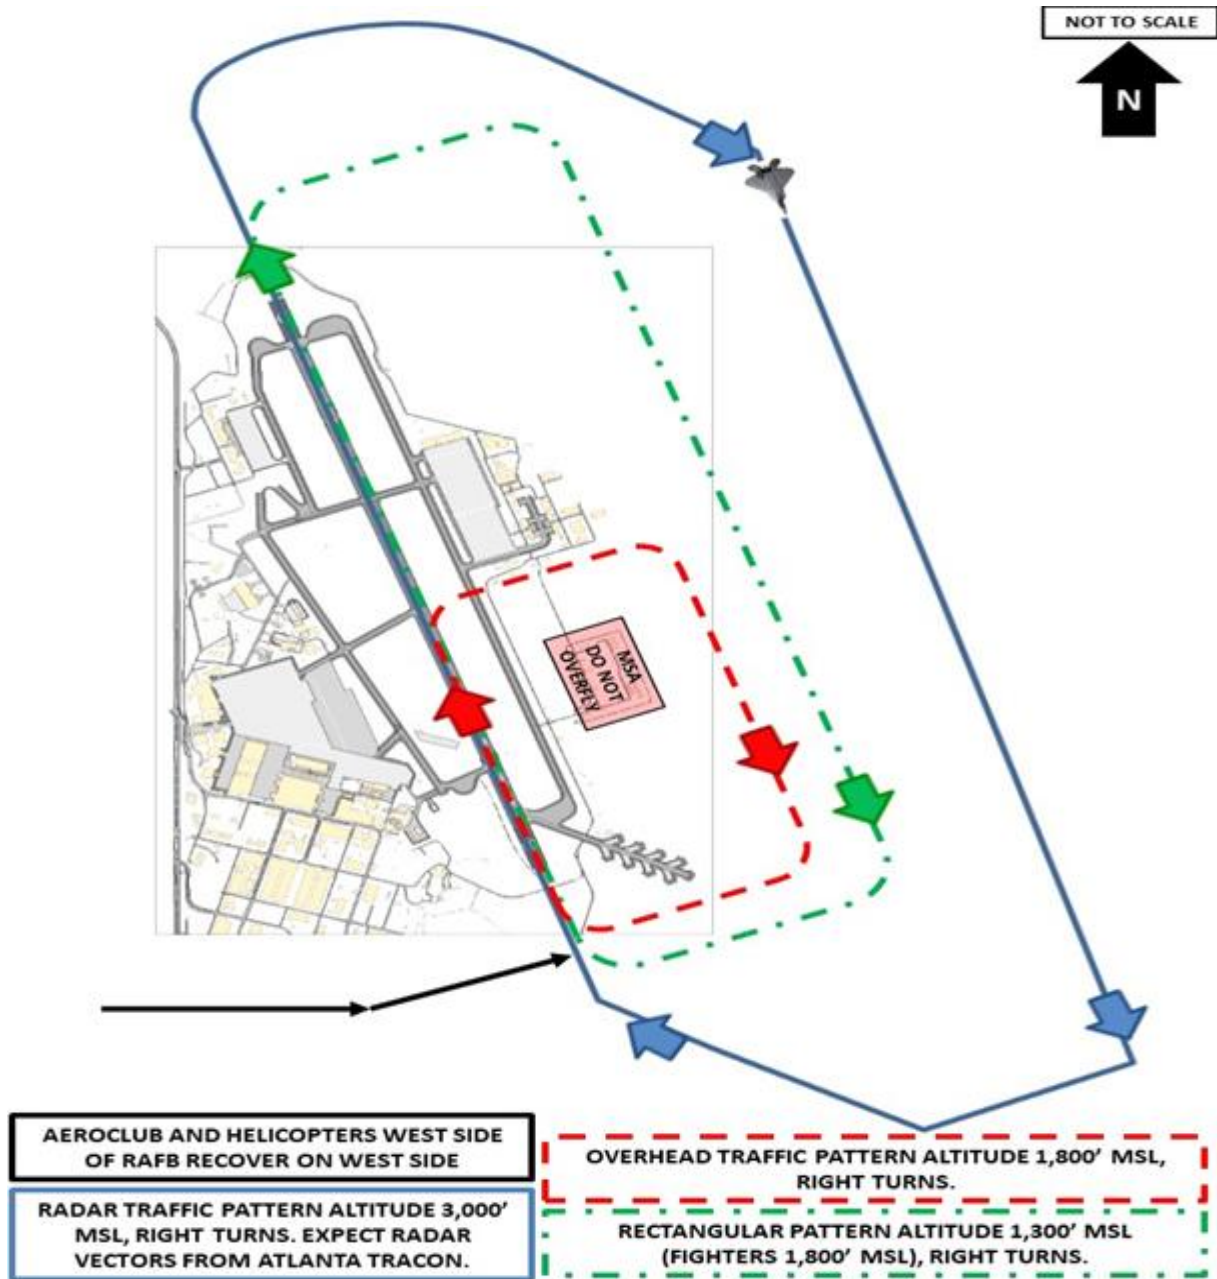 NOT TO SCALE
N
MSA
DO NOT
OVERFLY
AEROCLUB AND HELICOPTERS WEST SIDE
OF RAFB RECOVER ON WEST SIDE
RADAR TRAFFIC PATTERN ALTITUDE 3,000’
MSL, RIGHT TURNS. EXPECT RADAR
VECTORS FROM ATLANTA TRACON.
OVERHEAD TRAFFIC PATTERN ALTITUDE 1,800’ MSL,
RIGHT TURNS.
RECTANGULAR PATTERN ALTITUDE 1,300’ MSL
(FIGHTERS 1,800’ MSL), RIGHT TURNS.